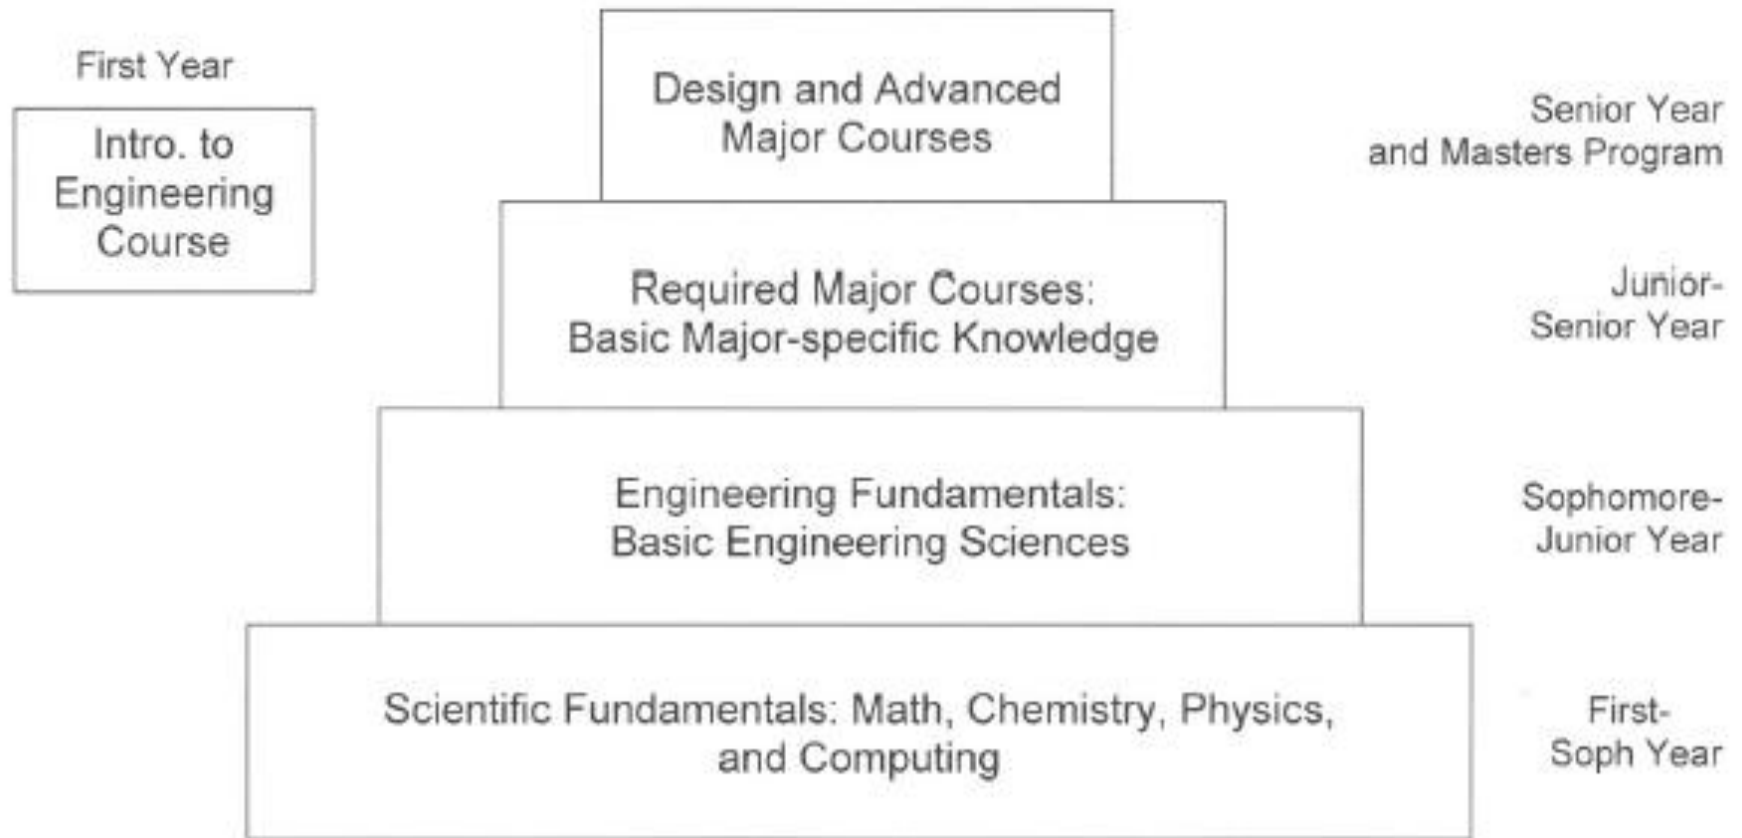 First Year
Intro. to
Engineering
Course
Design and Advanced
Major Courses
Senior Year
and Masters Program
Required Major Courses:
Basic Major-specific Knowledge
Junior-
Senior Year
Engineering Fundamentals:
Basic Engineering Sciences
Sophomore-
Junior Year
Scientific Fundamentals: Math, Chemistry, Physics,
and Computing
First-
Soph Year